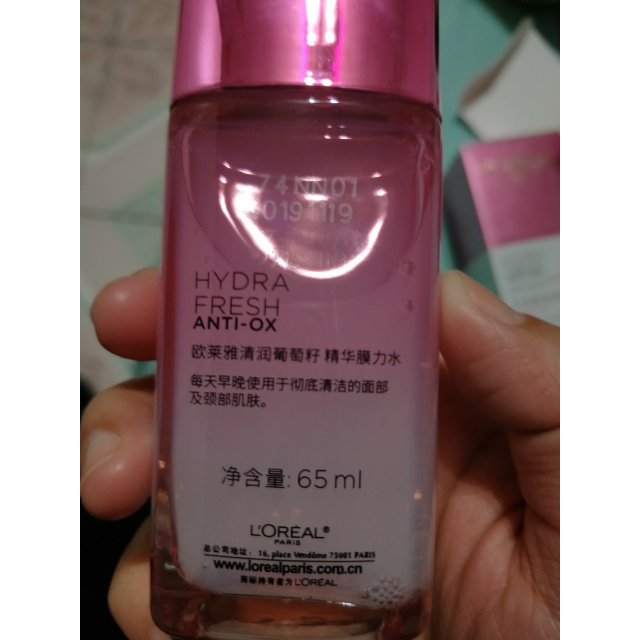 74NN01
HYDRA
FRESH
ANTI-OX
欧莱雅清润葡萄籽 精华膜力水
每天早晚使用于彻底清洁的面部
及颈部肌肤。
净含量: 65 ml
L'ORÉAL®
PARIS
总公司地址: 16, place Vendôme 75001 PARIS
www.lorealparis.com.cn
商标持有者为L'ORÉAL